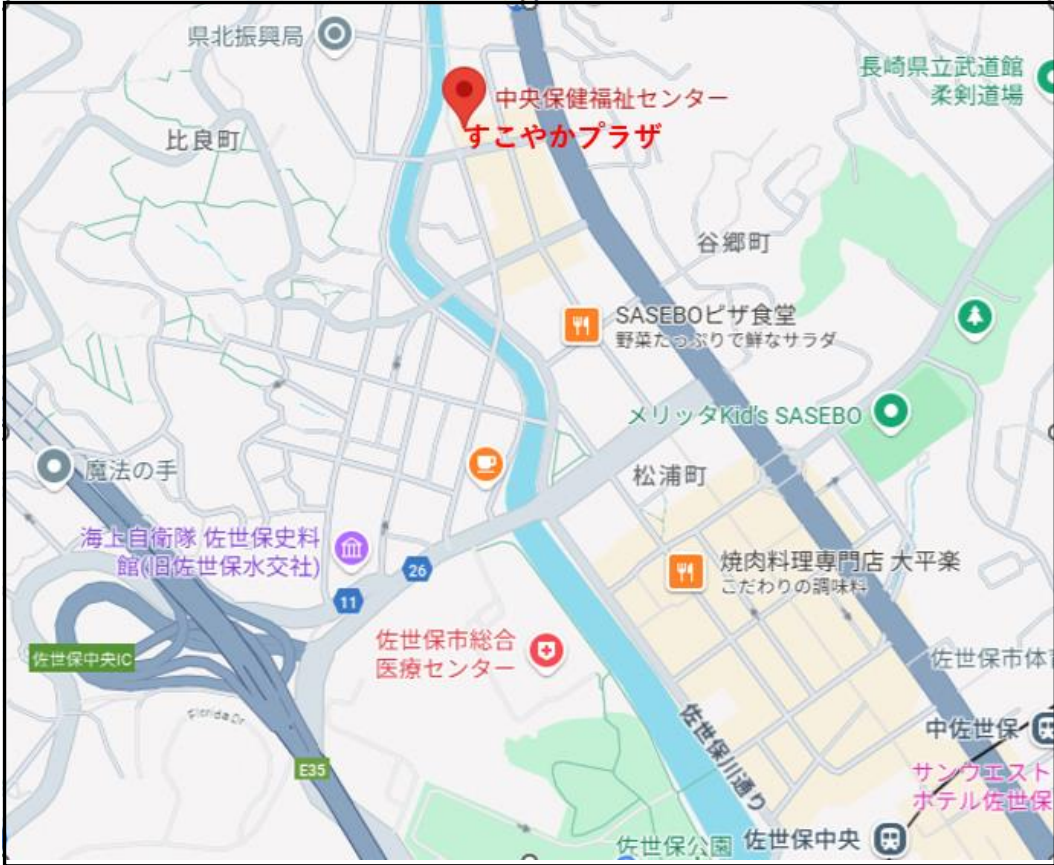 県北振興局
長崎県立武道館
柔剣道場
中央保健福祉センター
すこやかプラザ
比良町
谷郷町
SASEBOピザ食堂
野菜たっぷりで鮮なサラダ
メリッタKid's SASEBO
魔法の手
松浦町
海上自衛隊 佐世保史料
館(旧佐世保水交社)
焼肉料理専門店 大平楽
こだわりの調味料
26
11
佐世保市総合
医療センター
佐世保中央IC
佐世保市体育
Florida Dr
佐世保川通り
中佐世保
E35
サンウエスト
ホテル佐世保
佐世保公園
佐世保中央